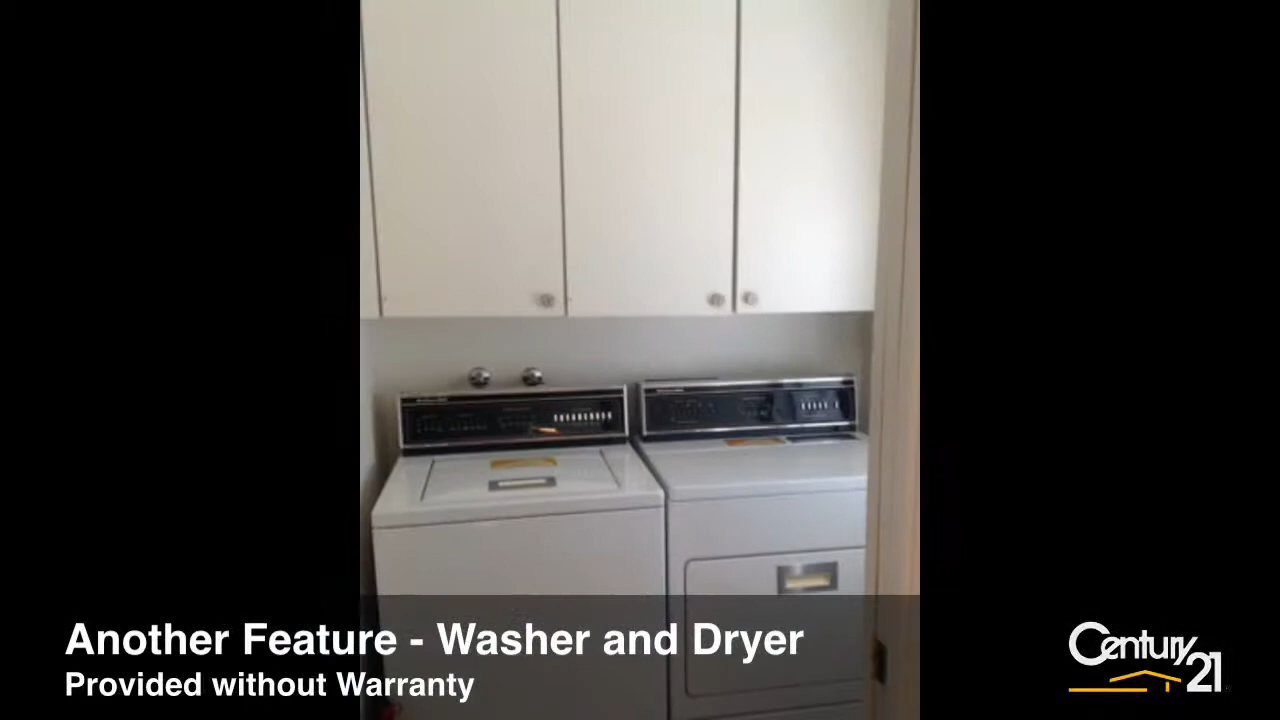 Another Feature - Washer and Dryer
Provided without Warranty
Century
21